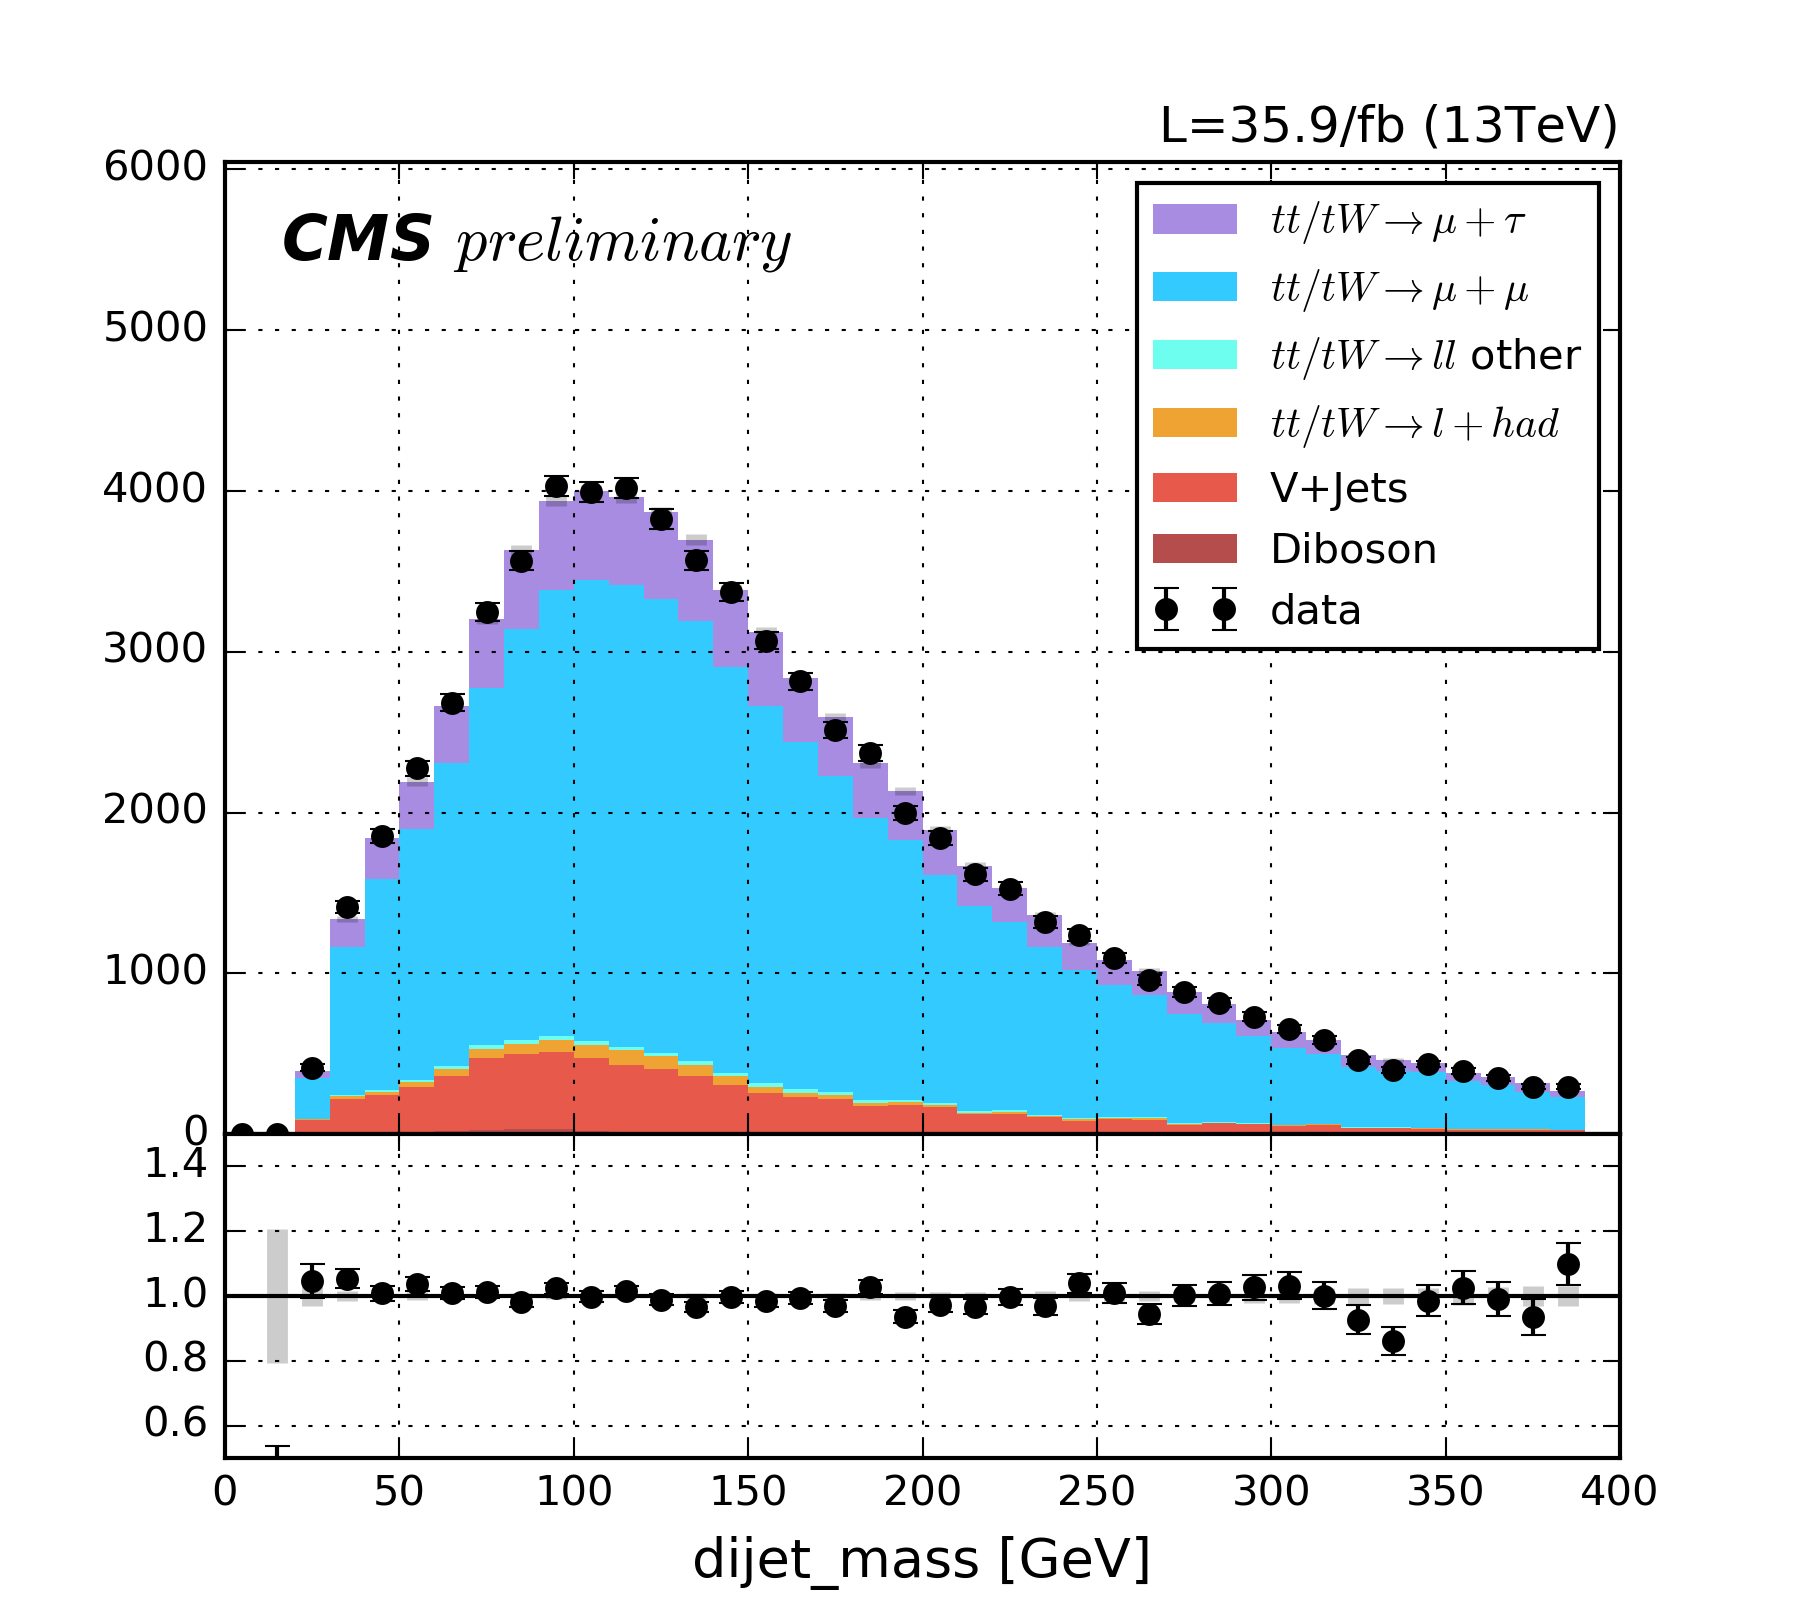 L=35.9/fb (13TeV)
CMS preliminary
tt/tW→μ+τ
tt/tW→μ+μ
tt/tW→ll other
tt/tW→l+had
V+Jets
Diboson
data
6000
5000
4000
3000
2000
1000
0
1.4
1.2
1.0
0.8
0.6
0 50 100 150 200 250 300 350 400
dijet_mass [GeV]